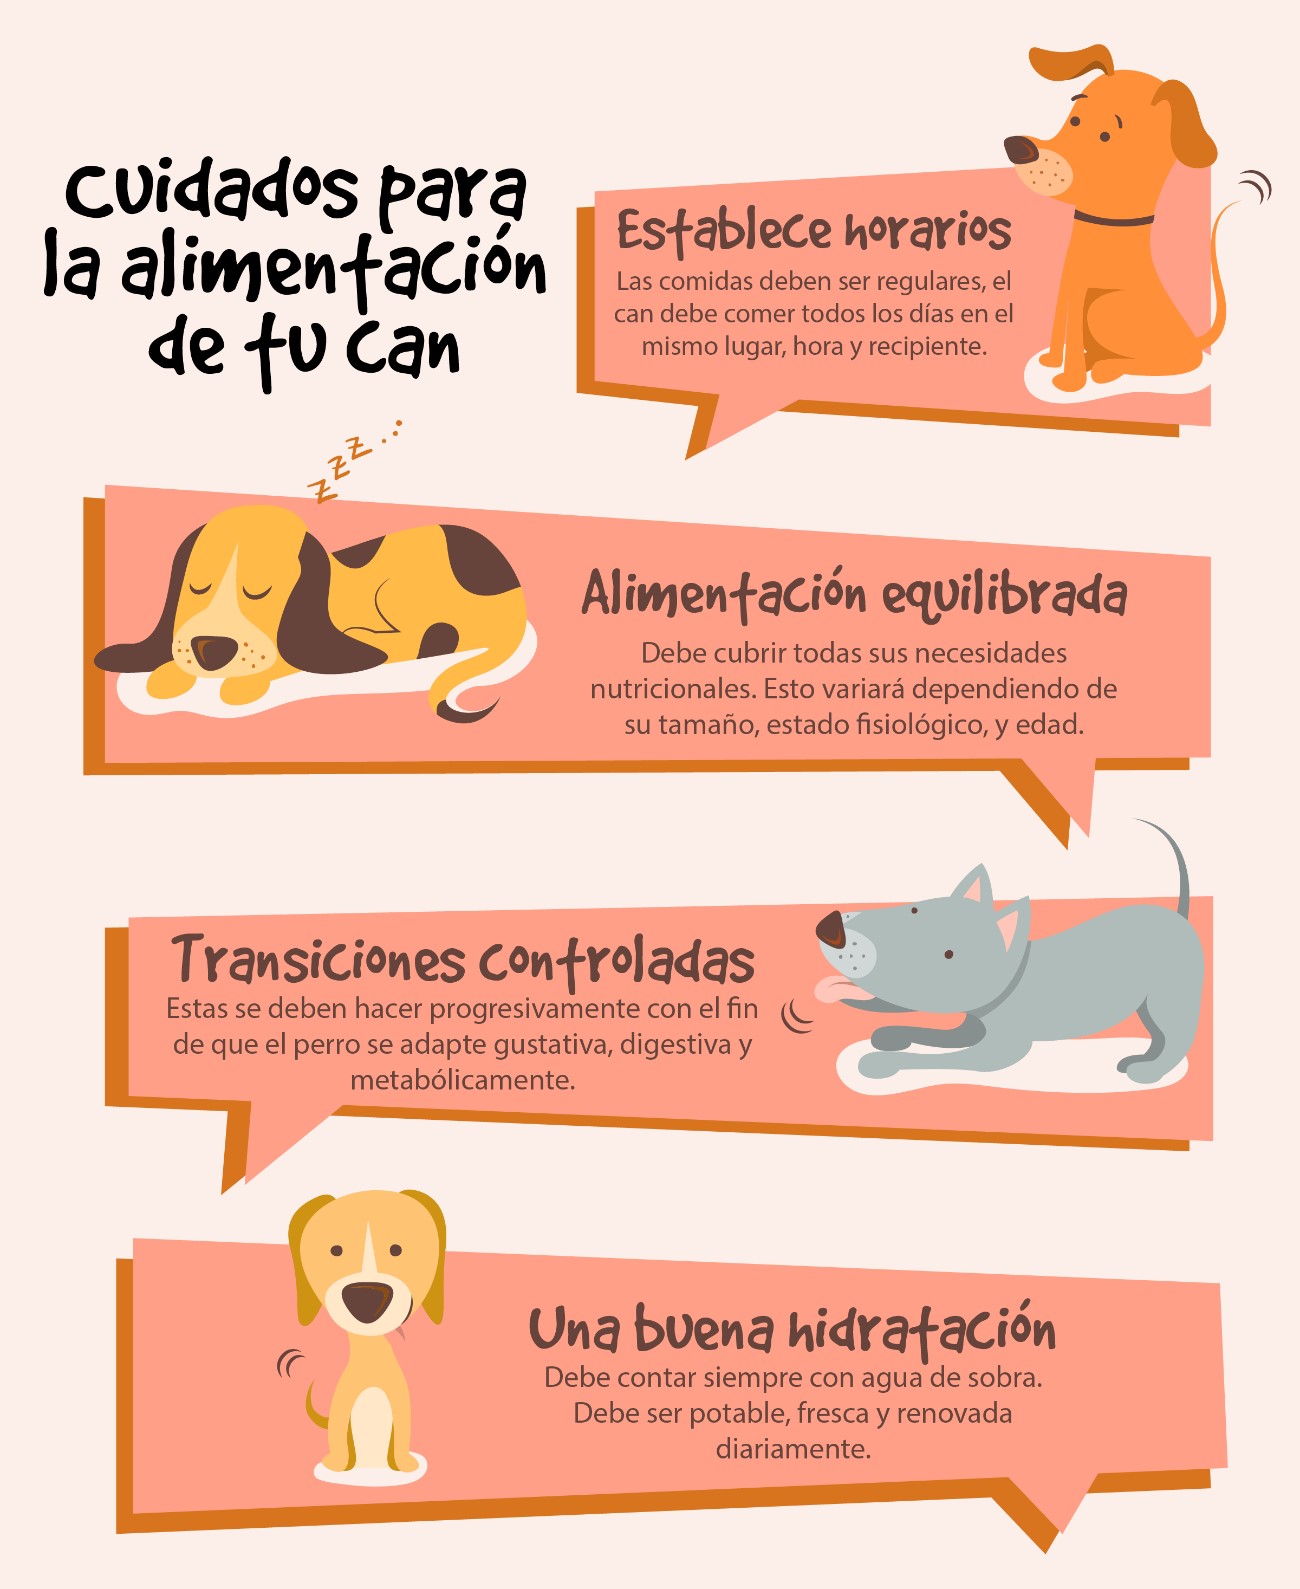 Cuidados para
la alimentación
de tu can
Establece horarios
Las comidas deben ser regulares, el
can debe comer todos los días en el
mismo lugar, hora y recipiente.
zzz...
Alimentación equilibrada
Debe cubrir todas sus necesidades
nutricionales. Esto variará dependiendo de
su tamaño, estado fisiológico, y edad.
Transiciones controladas
Estas se deben hacer progresivamente con el fin
de que el perro se adapte gustativa, digestiva y
metabólicamente.
Una buena hidratación
Debe contar siempre con agua de sobra.
Debe ser potable, fresca y renovada
diariamente.